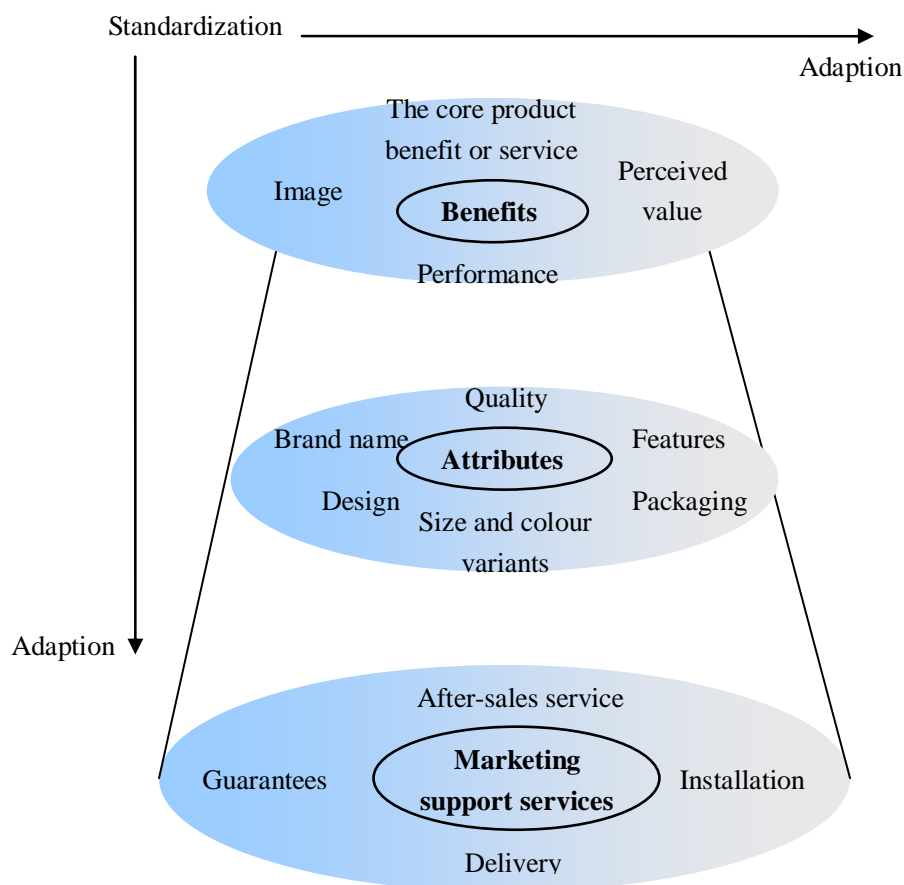 Standardization
Adaption
The core product
benefit or service
Image
Perceived
value
Benefits
Performance
Quality
Brand name
Features
Attributes
Design
Packaging
Size and colour
variants
Adaption
After-sales service
Marketing
support services
Guarantees
Installation
Delivery